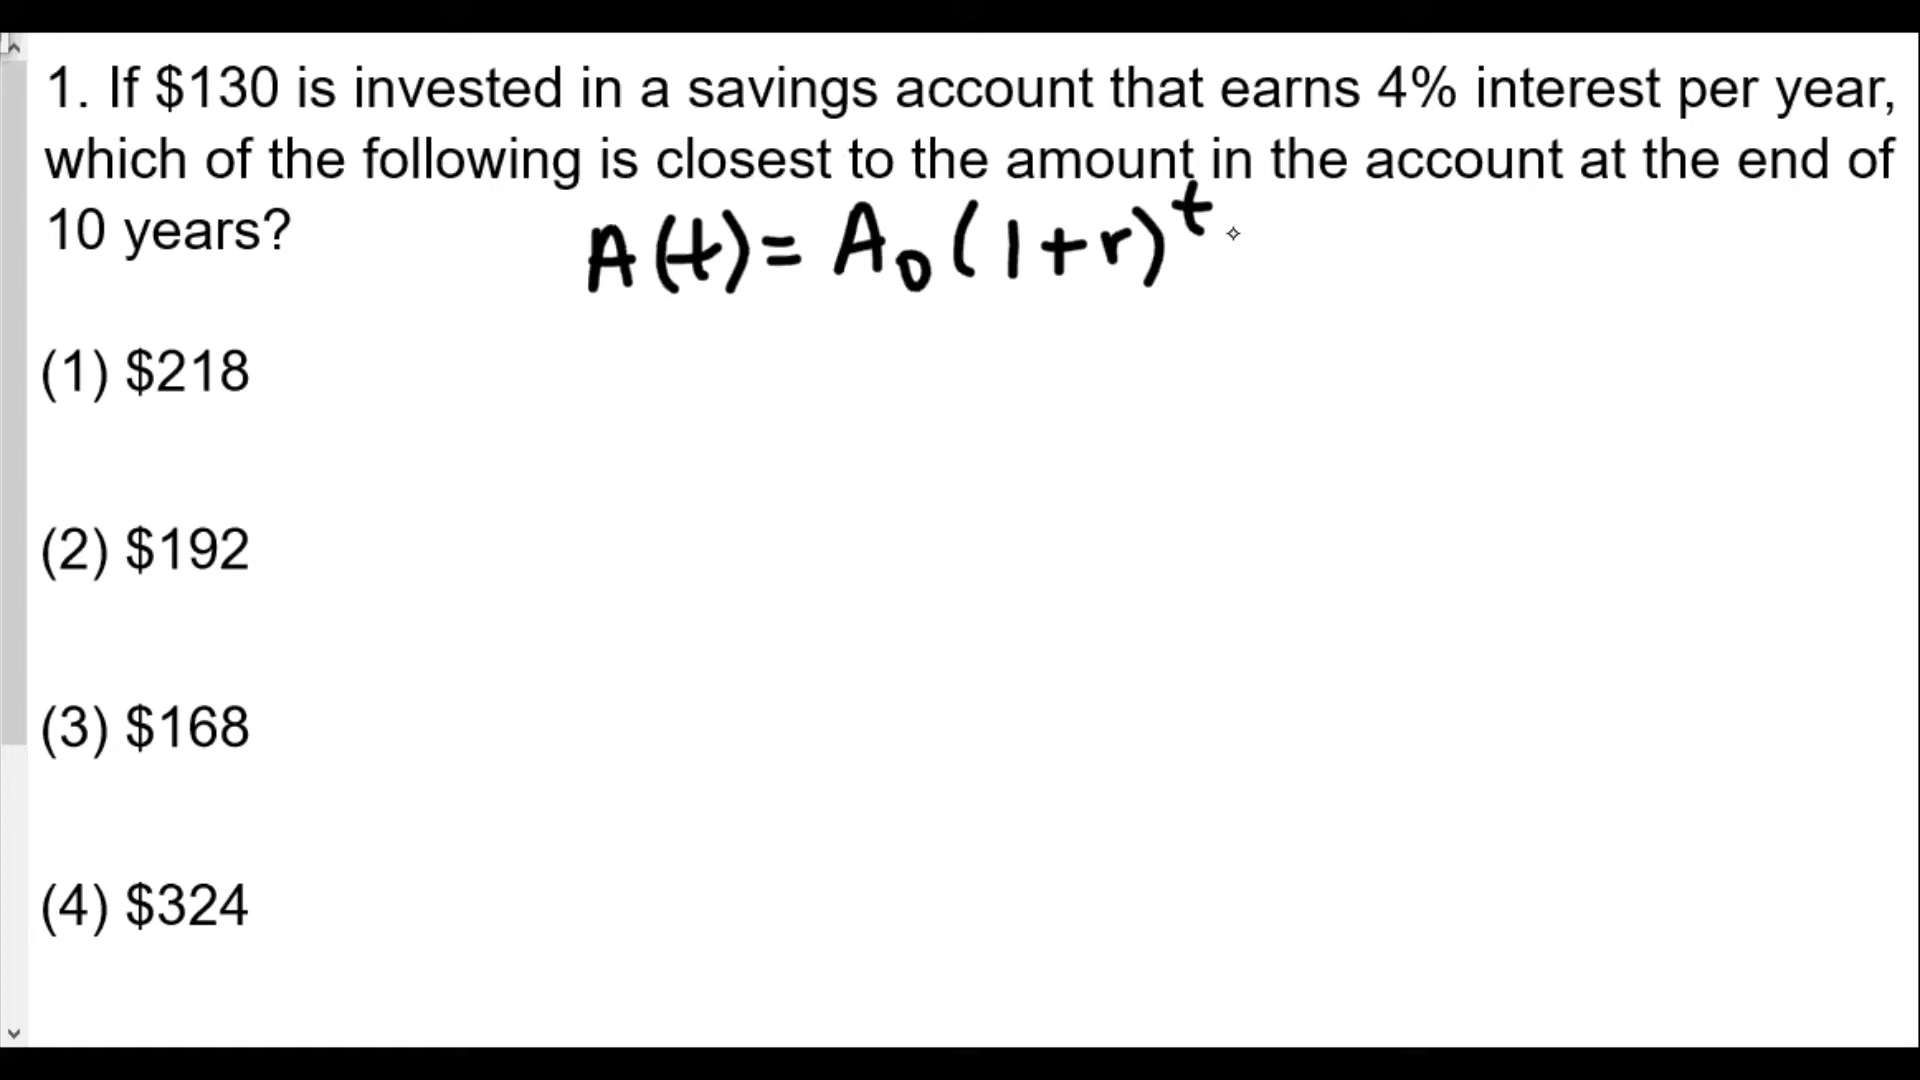 1. If $130 is invested in a savings account that earns 4% interest per year,
which of the following is closest to the amount in the account at the end of
10 years?
A(t) = A₀(1+r)ᵗ
(1) $218
(2) $192
(3) $168
(4) $324